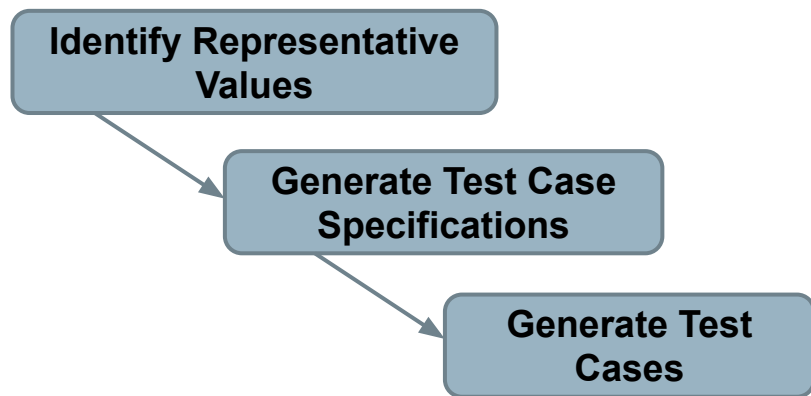 Identify Representative
Values
Generate Test Case
Specifications
Generate Test
Cases